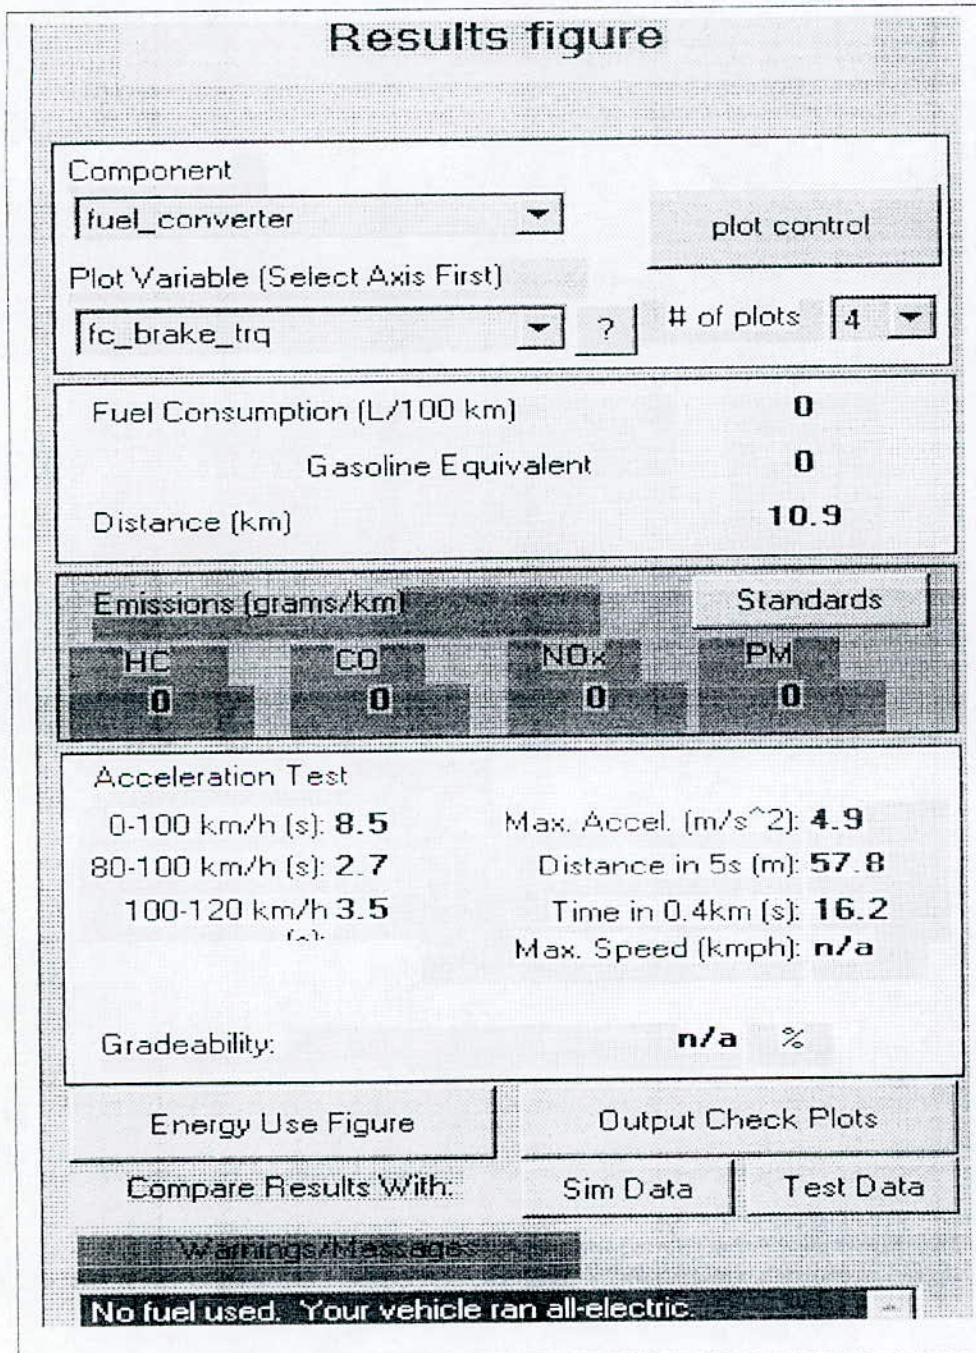 Results figure
Component
fuel_converter
plot control
Plot Variable (Select Axis First)
fc_brake_trq ? # of plots 4
Fuel Consumption (L/100 km) 0
Gasoline Equivalent 0
Distance (km) 10.9
Emissions (grams/km) Standards
HC CO NOx PM
0 0 0 0
Acceleration Test
0-100 km/h (s): 8.5 Max. Accel. (m/s^2): 4.9
80-100 km/h (s): 2.7 Distance in 5s (m): 57.8
100-120 km/h 3.5 Time in 0.4km (s): 16.2
(s):
Max. Speed (kmph): n/a
Gradeability: n/a %
Energy Use Figure Output Check Plots
Compare Results With: Sim Data Test Data
Warnings/Messages
No fuel used. Your vehicle ran all-electric.